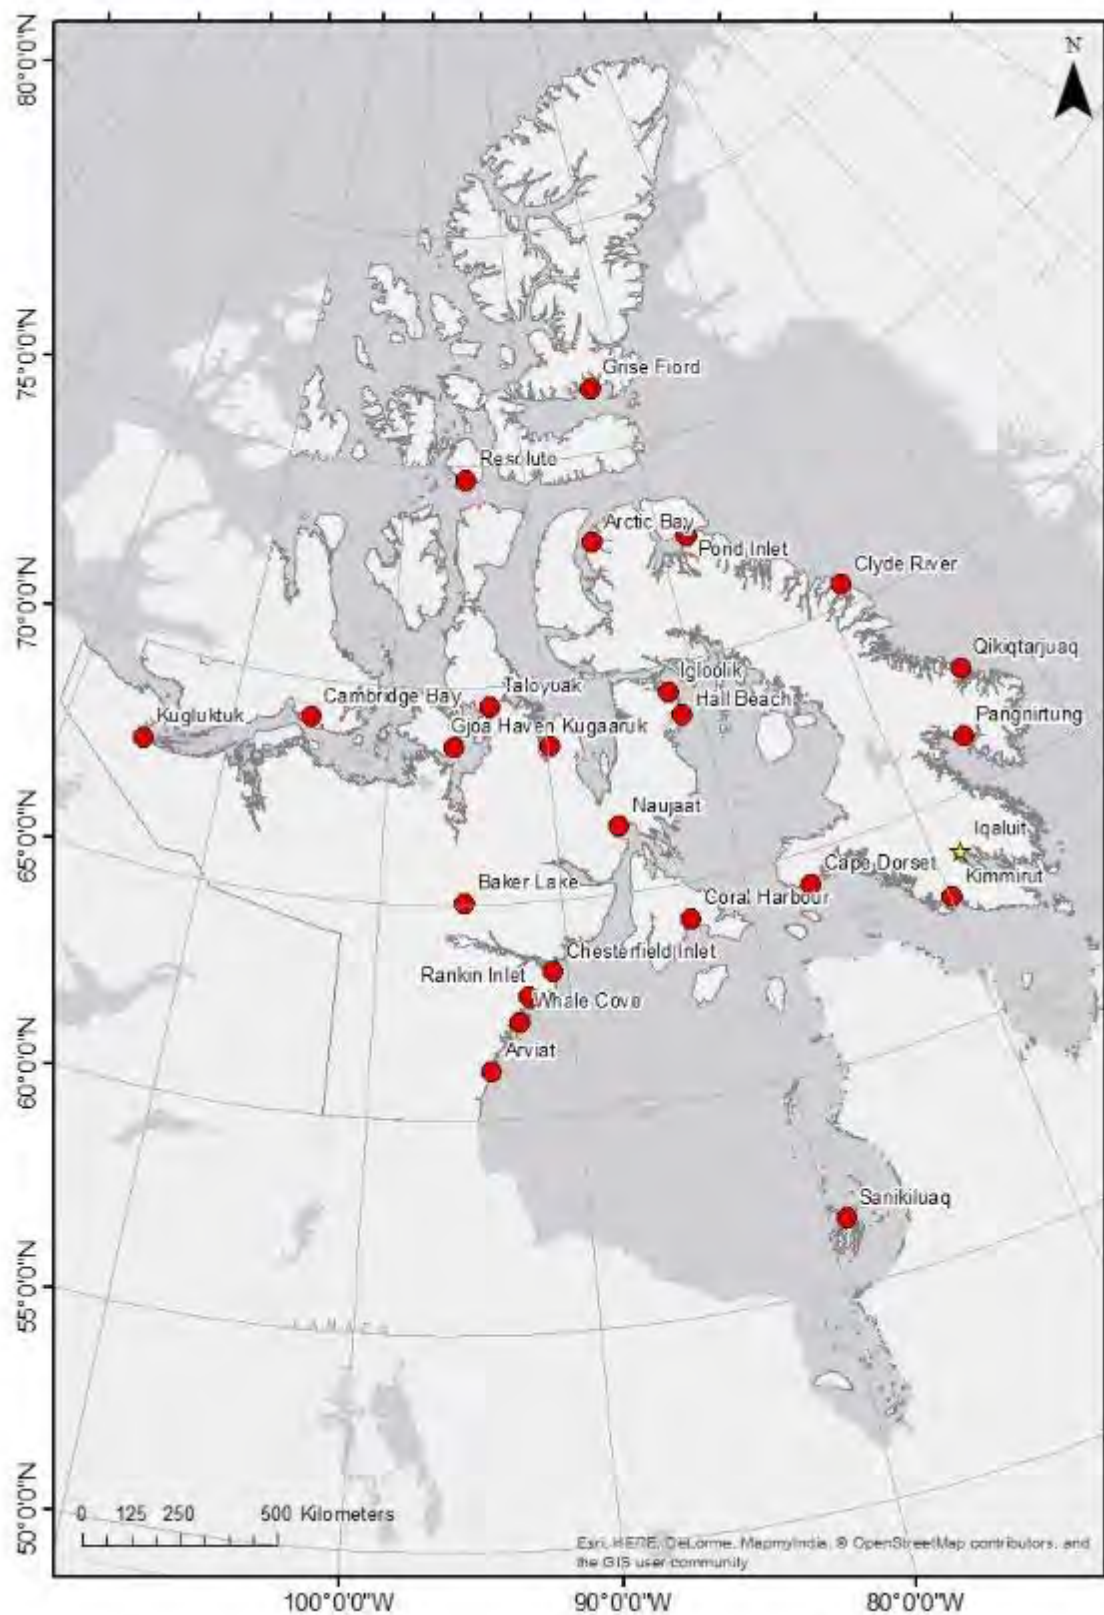 N
80°0'0"N
75°0'0"N
70°0'0"N
65°0'0"N
60°0'0"N
55°0'0"N
50°0'0"N
Grise Fiord
Resolute
Arctic Bay
Pond Inlet
Clyde River
Qikiqtarjuaq
Igloolik
Hall Beach
Taloyoak
Cambridge Bay
Kugluktuk
Gjoa Haven Kugaaruk
Pangnirtung
Naujaat
Iqaluit
Cape Dorset
Kimmirut
Baker Lake
Coral Harbour
Chesterfield Inlet
Rankin Inlet
Whale Cove
Arviat
Sanikiluaq
CANADA
0 125 250 500 Kilometers
Esri, HERE, DeLorme, MapmyIndia, © OpenStreetMap contributors, and
the GIS user community
100°0'0"W 90°0'0"W 80°0'0"W